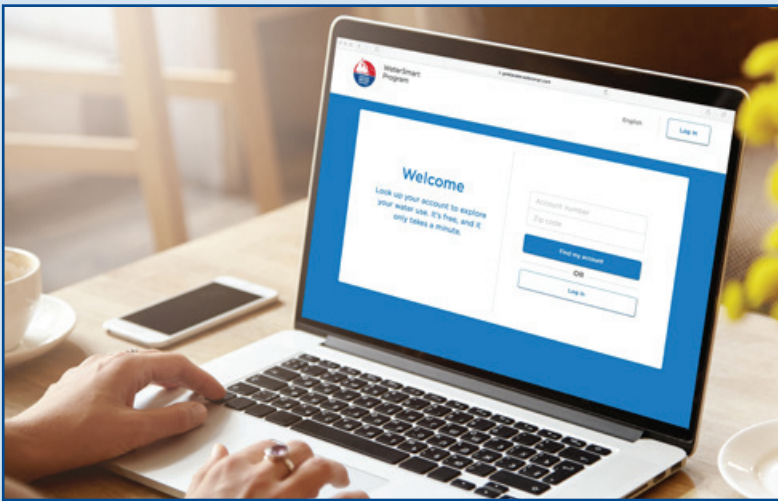 WaterSmart
Program
English
Log in
Welcome
Look up your account to explore
your water use. It's free, and it
only takes a minute.
Account number
Zip code
Find my account
OR
Log in